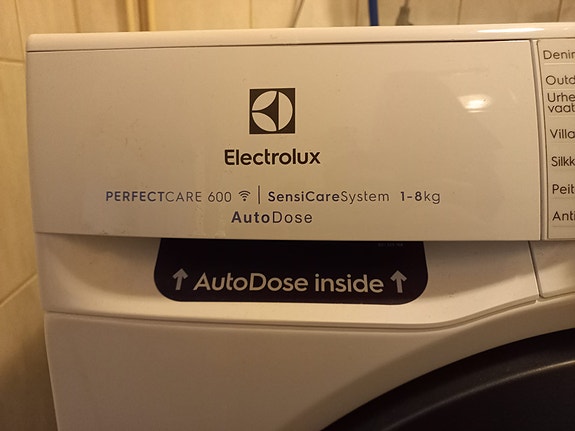 Electrolux
PERFECTCARE 600 | SensiCareSystem 1-8kg
AutoDose
↑ AutoDose inside ↑
Denim
Outd
Urhe
vaat
Villa
Silkk
Peit
Anti